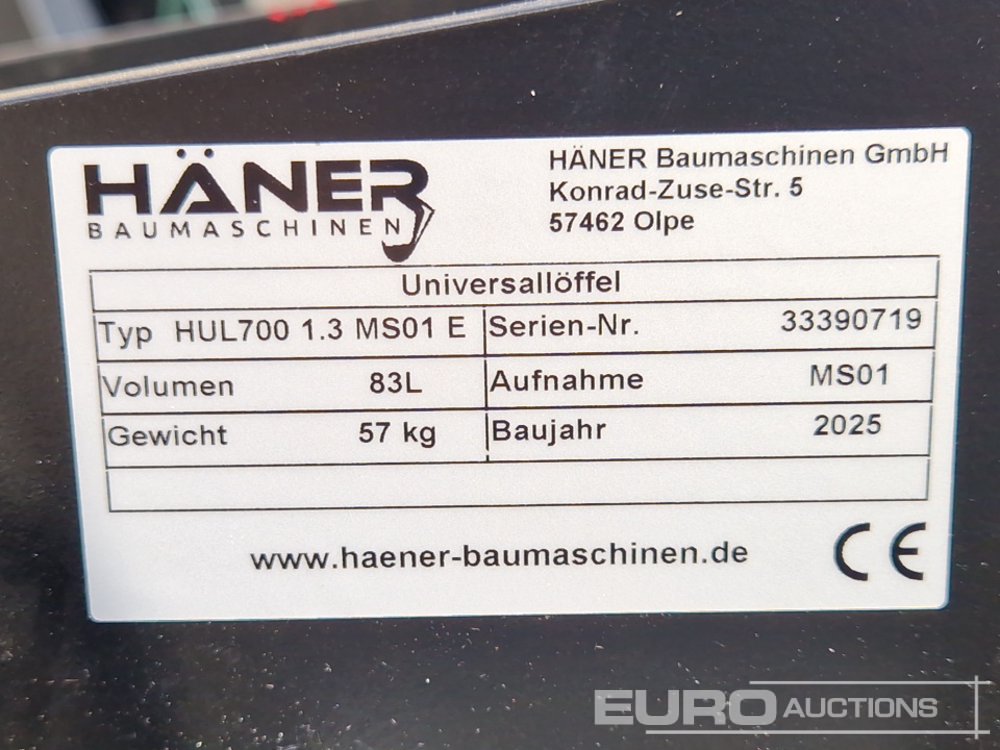 HÄNER
BAUMASCHINEN
HÄNER Baumaschinen GmbH
Konrad-Zuse-Str. 5
57462 Olpe
Universallöffel
Typ HUL700 1.3 MS01 E Serien-Nr. 33390719
Volumen 83L Aufnahme MS01
Gewicht 57 kg Baujahr 2025
www.haener-baumaschinen.de CE
EURO AUCTIONS